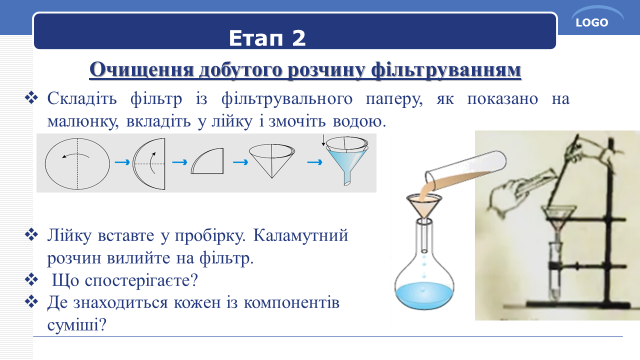 LOGO
Етап 2
Очищення добутого розчину фільтруванням
❖ Складіть фільтр із фільтрувального паперу, як показано на
малюнку, вкладіть у лійку і змочіть водою.
❖ Лійку вставте у пробірку. Каламутний
розчин вилийте на фільтр.
❖ Що спостерігаєте?
❖ Де знаходиться кожен із компонентів
суміші?